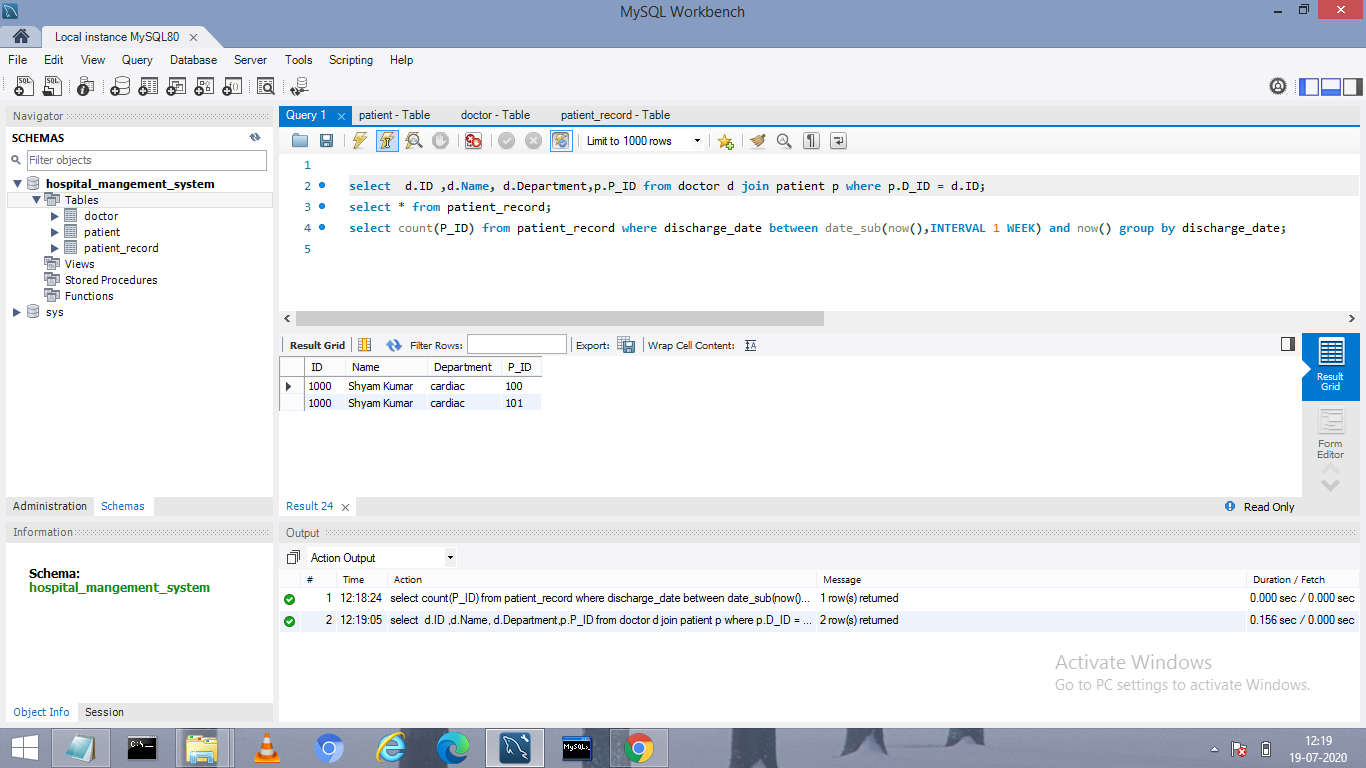 MySQL Workbench
Local instance MySQL80
File Edit View Query Database Server Tools Scripting Help
Navigator
SCHEMAS
Filter objects
hospital_mangement_system
Tables
doctor
patient
patient_record
Views
Stored Procedures
Functions
sys
Administration Schemas
Information
Schema:
hospital_mangement_system
Object Info Session
Query 1 patient - Table doctor - Table patient_record - Table
Limit to 1000 rows
1
2 select  d.ID ,d.Name, d.Department,p.P_ID from doctor d join patient p where p.D_ID = d.ID;
3 select * from patient_record;
4 select count(P_ID) from patient_record where discharge_date between date_sub(now(),INTERVAL 1 WEEK) and now() group by discharge_date;
5
Result Grid Filter Rows: Export: Wrap Cell Content:
ID Name Department P_ID
1000 Shyam Kumar cardiac 100
1000 Shyam Kumar cardiac 101
Result
Grid
Form
Editor
Result 24 Read Only
Output
Action Output
# Time Action Message Duration / Fetch
1 12:18:24 select count(P_ID) from patient_record where discharge_date between date_sub(now()... 1 row(s) returned 0.000 sec / 0.000 sec
2 12:19:05 select  d.ID ,d.Name, d.Department,p.P_ID from doctor d join patient p where p.D_ID = ... 2 row(s) returned 0.156 sec / 0.000 sec
Activate Windows
Go to PC settings to activate Windows.
12:19
19-07-2020